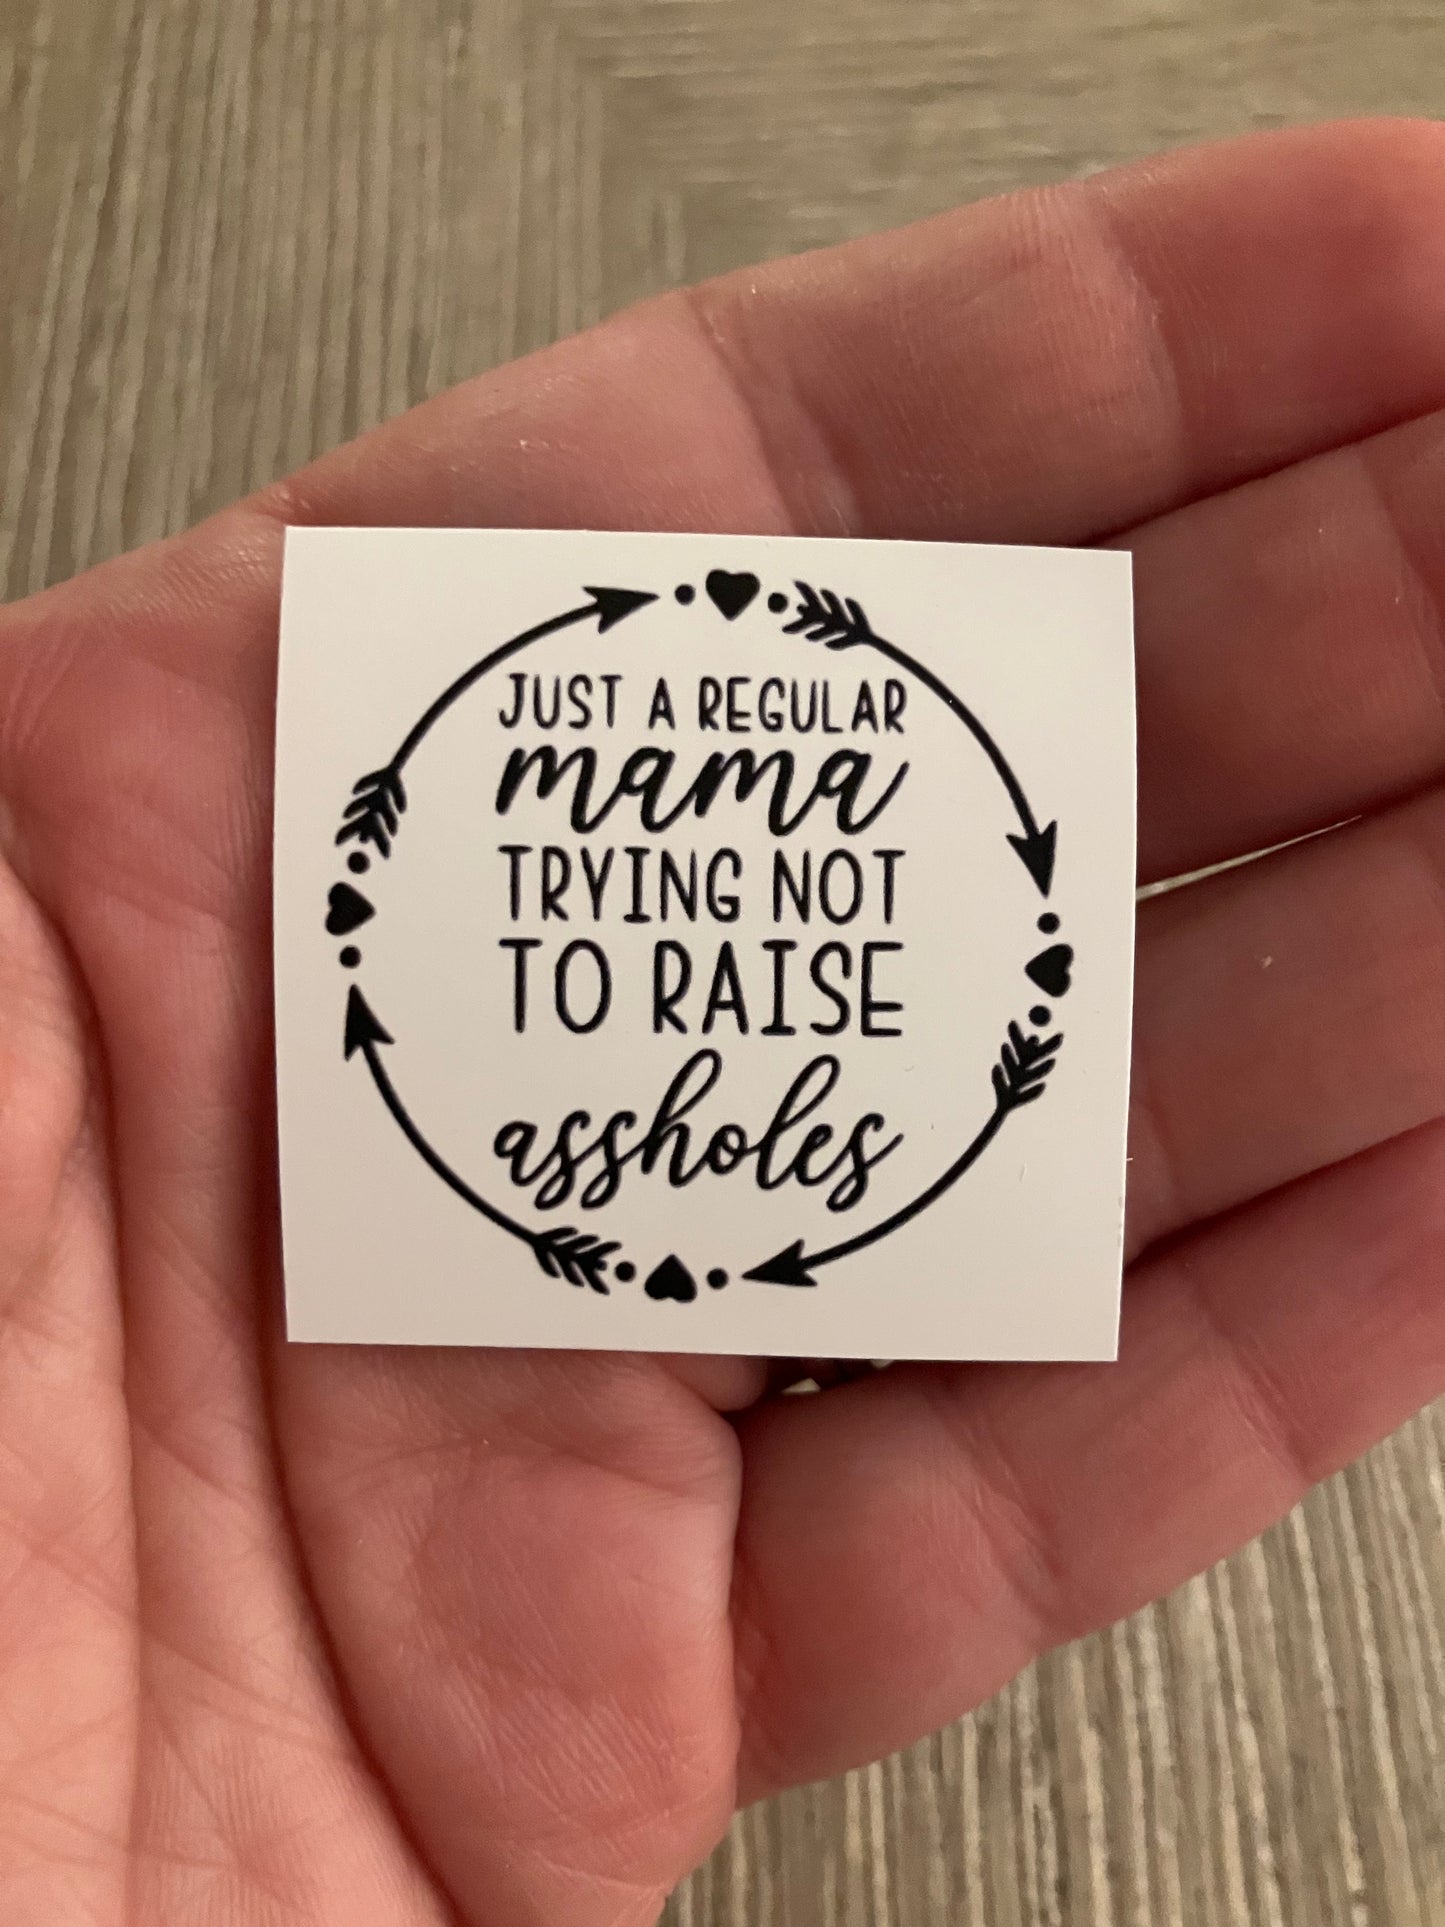 JUST A REGULAR
mama
TRYING NOT
TO RAISE
assholes